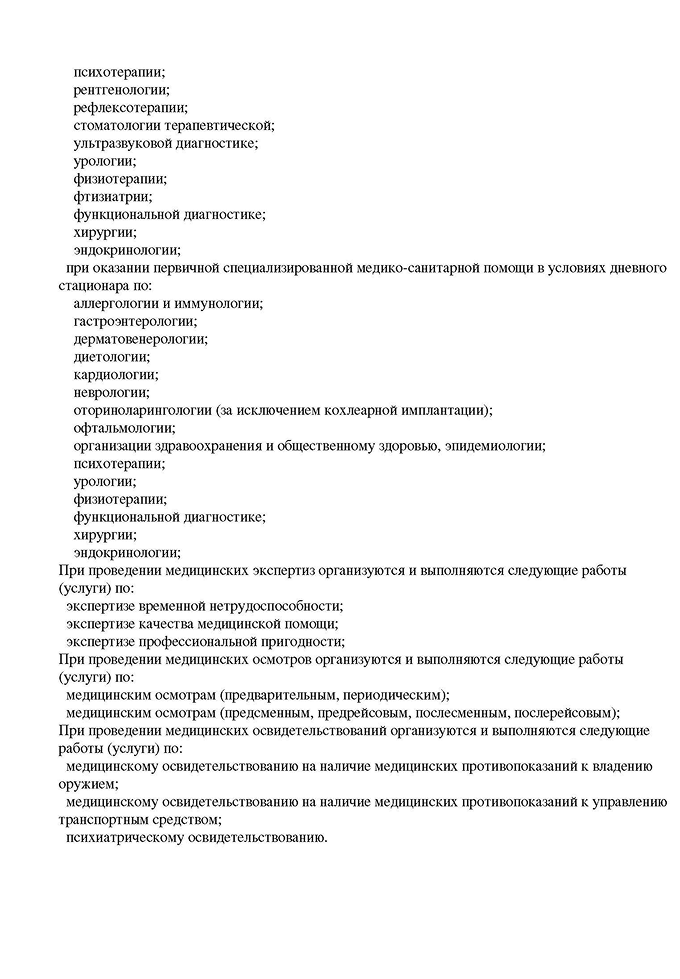 психотерапии;
рентгенологии;
рефлексотерапии;
стоматологии терапевтической;
ультразвуковой диагностике;
урологии;
физиотерапии;
фтизиатрии;
функциональной диагностике;
хирургии;
эндокринологии;
при оказании первичной специализированной медико-санитарной помощи в условиях дневного
стационара по:
аллергологии и иммунологии;
гастроэнтерологии;
дерматовенерологии;
диетологии;
кардиологии;
неврологии;
оториноларингологии (за исключением кохлеарной имплантации);
офтальмологии;
организации здравоохранения и общественному здоровью, эпидемиологии;
психотерапии;
урологии;
физиотерапии;
функциональной диагностике;
хирургии;
эндокринологии;
При проведении медицинских экспертиз организуются и выполняются следующие работы
(услуги) по:
экспертизе временной нетрудоспособности;
экспертизе качества медицинской помощи;
экспертизе профессиональной пригодности;
При проведении медицинских осмотров организуются и выполняются следующие работы
(услуги) по:
медицинским осмотрам (предварительным, периодическим);
медицинским осмотрам (предсменным, предрейсовым, послесменным, послерейсовым);
При проведении медицинских освидетельствований организуются и выполняются следующие
работы (услуги) по:
медицинскому освидетельствованию на наличие медицинских противопоказаний к владению
оружием;
медицинскому освидетельствованию на наличие медицинских противопоказаний к управлению
транспортным средством;
психиатрическому освидетельствованию.